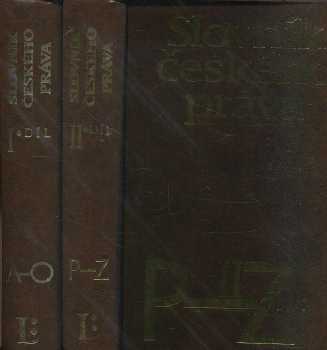 SLOVNÍK
ČESKÉHO
PRÁVA
I. DÍL
A–O
L:
SLOVNÍK
ČESKÉHO
PRÁVA
II. DÍL
P–Z
L:
Slovník
českého
práva
P–Z